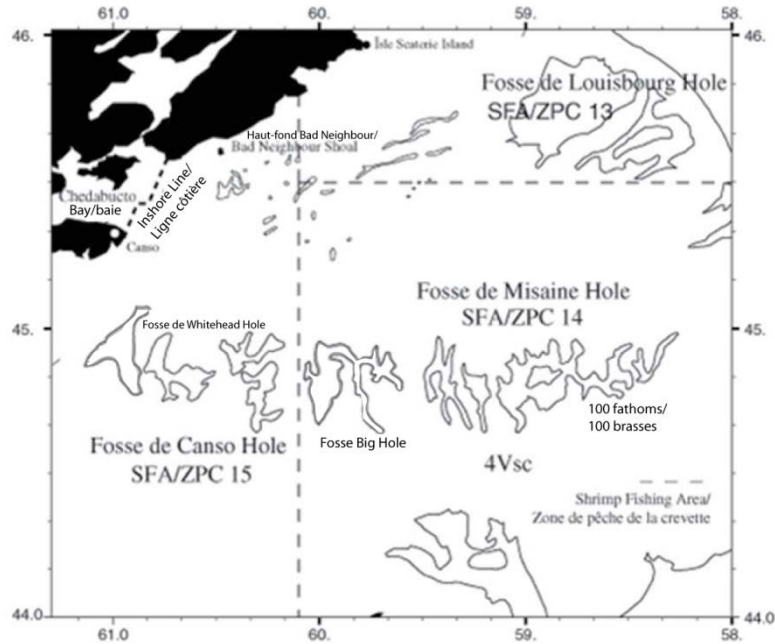 61. 60. 59. 58.
46. 46.
Isle Scaterie Island
Fosse de Louisbourg Hole
SFA/ZPC 13
Haut-fond Bad Neighbour/
Bad Neighbour Shoal
Chedabucto
Bay/baie
Inshore Line/
Ligne côtière
Canso
Fosse de Misaine Hole
SFA/ZPC 14
45. 45.
Fosse de Whitehead Hole
100 fathoms/
100 brasses
Fosse Big Hole
Fosse de Canso Hole
SFA/ZPC 15
4Vsc
Shrimp Fishing Area/
Zone de pêche de la crevette
44.0 44.0
61.0 60. 59. 58.